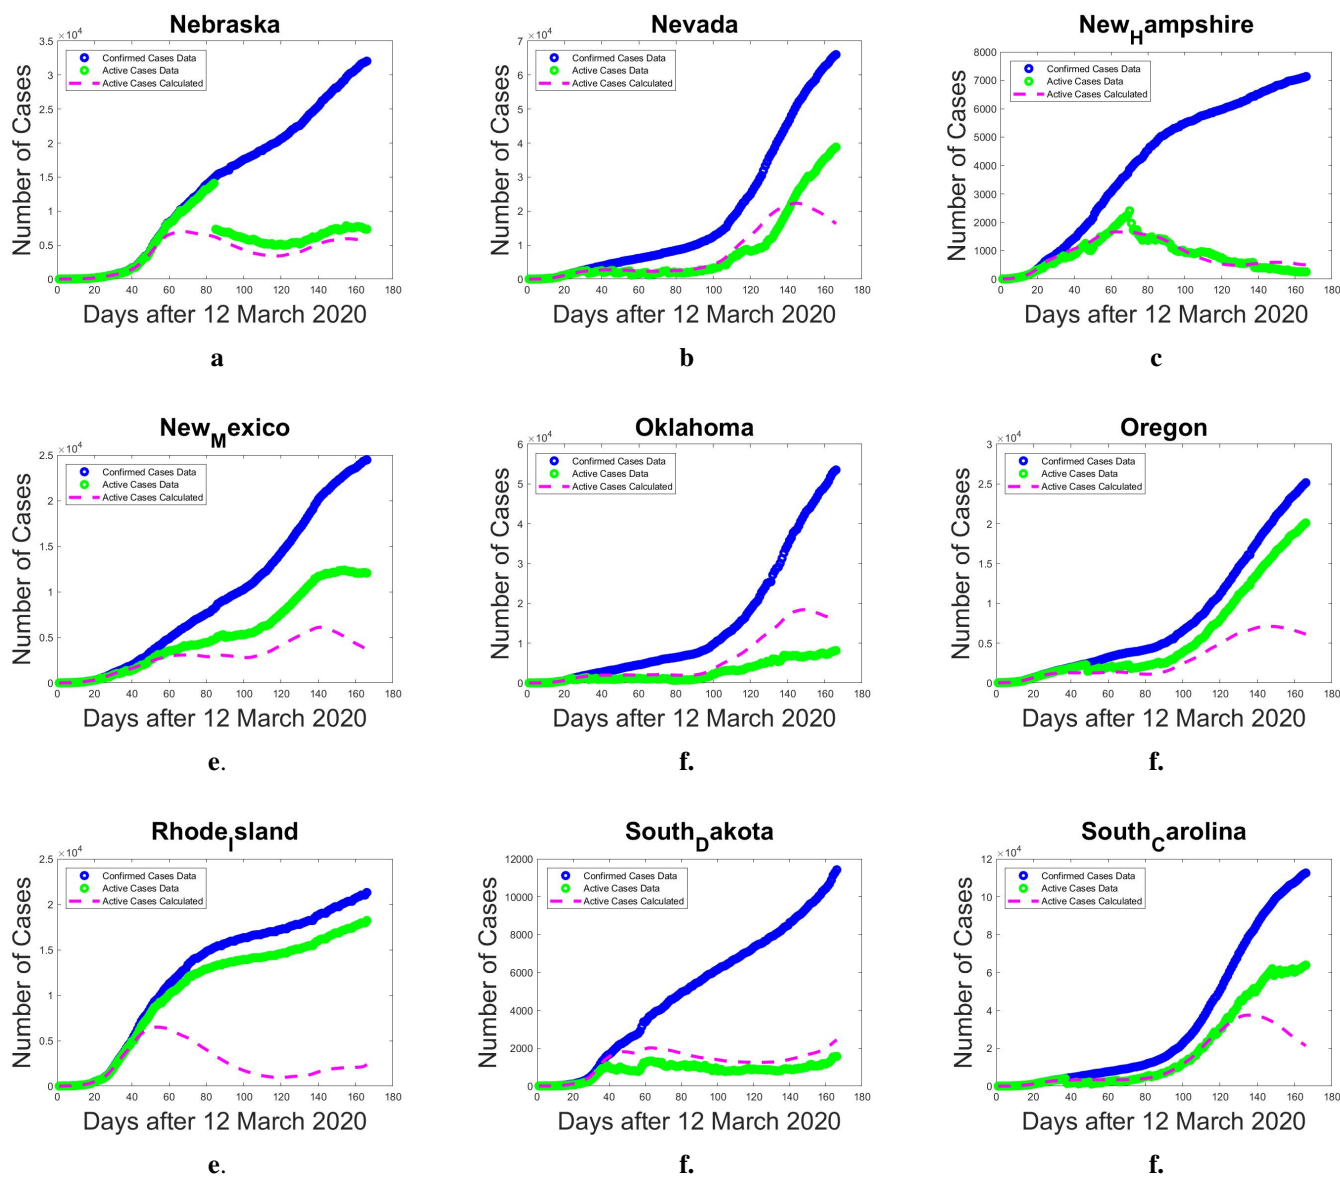 Nebraska
×10^4
3.5
3
2.5
2
1.5
1
0.5
0
Number of Cases
Confirmed Cases Data
Active Cases Data
Active Cases Calculated
0 20 40 60 80 100 120 140 160 180
Days after 12 March 2020
a
Nevada
×10^4
7
6
5
4
3
2
1
0
Number of Cases
Confirmed Cases Data
Active Cases Data
Active Cases Calculated
0 20 40 60 80 100 120 140 160 180
Days after 12 March 2020
b
New_Hampshire
8000
7000
6000
5000
4000
3000
2000
1000
0
Number of Cases
Confirmed Cases Data
Active Cases Data
Active Cases Calculated
0 20 40 60 80 100 120 140 160 180
Days after 12 March 2020
c
New_Mexico
×10^4
2.5
2
1.5
1
0.5
0
Number of Cases
Confirmed Cases Data
Active Cases Data
Active Cases Calculated
0 20 40 60 80 100 120 140 160 180
Days after 12 March 2020
e.
Oklahoma
×10^4
6
5
4
3
2
1
0
Number of Cases
Confirmed Cases Data
Active Cases Data
Active Cases Calculated
0 20 40 60 80 100 120 140 160 180
Days after 12 March 2020
f.
Oregon
×10^4
3
2.5
2
1.5
1
0.5
0
Number of Cases
Confirmed Cases Data
Active Cases Data
Active Cases Calculated
0 20 40 60 80 100 120 140 160 180
Days after 12 March 2020
f.
Rhode_Island
×10^4
2.5
2
1.5
1
0.5
0
Number of Cases
Confirmed Cases Data
Active Cases Data
Active Cases Calculated
0 20 40 60 80 100 120 140 160 180
Days after 12 March 2020
e.
South_Dakota
12000
10000
8000
6000
4000
2000
0
Number of Cases
Confirmed Cases Data
Active Cases Data
Active Cases Calculated
0 20 40 60 80 100 120 140 160 180
Days after 12 March 2020
f.
South_Carolina
×10^4
12
10
8
6
4
2
0
Number of Cases
Confirmed Cases Data
Active Cases Data
Active Cases Calculated
0 20 40 60 80 100 120 140 160 180
Days after 12 March 2020
f.